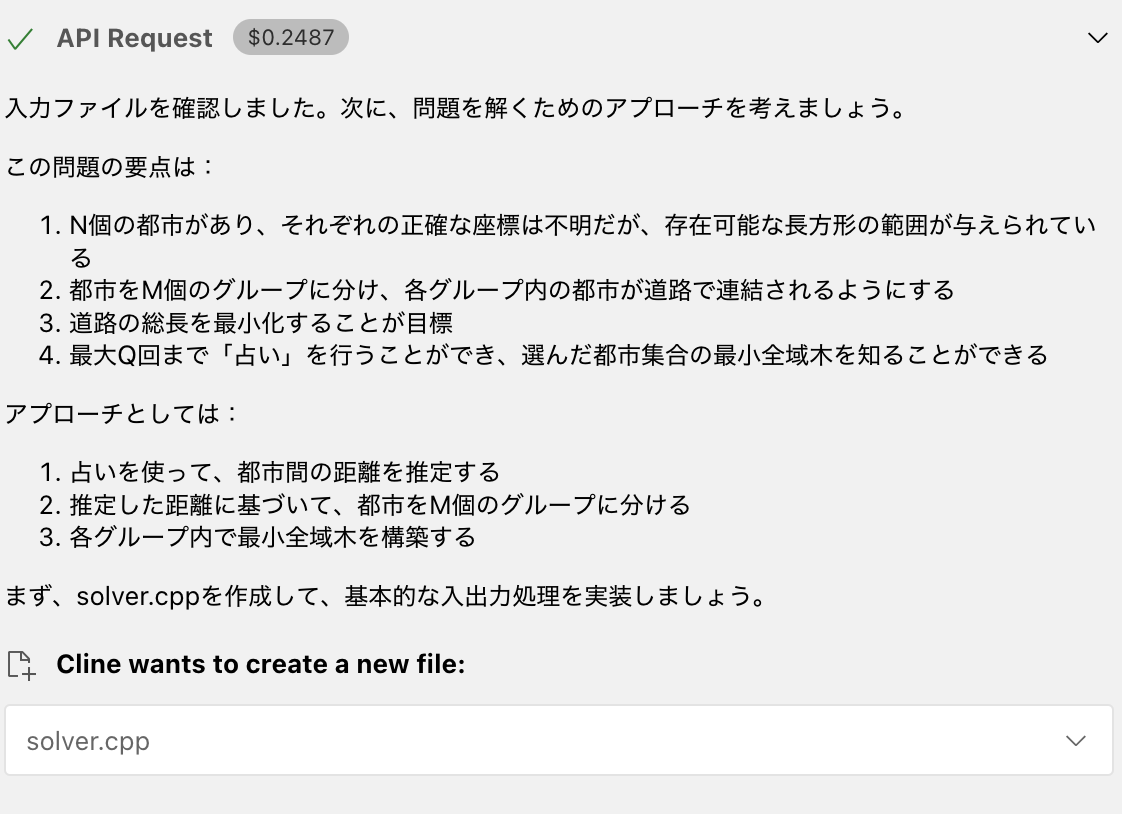 API Request $0.2487
入力ファイルを確認しました。次に、問題を解くためのアプローチを考えましょう。
この問題の要点は：
1. N個の都市があり、それぞれの正確な座標は不明だが、存在可能な長方形の範囲が与えられてい
る
2. 都市をM個のグループに分け、各グループ内の都市が道路で連結されるようにする
3. 道路の総長を最小化することが目標
4. 最大Q回まで「占い」を行うことができ、選んだ都市集合の最小全域木を知ることができる
アプローチとしては：
1. 占いを使って、都市間の距離を推定する
2. 推定した距離に基づいて、都市をM個のグループに分ける
3. 各グループ内で最小全域木を構築する
まず、solver.cppを作成して、基本的な入出力処理を実装しましょう。
Cline wants to create a new file:
solver.cpp